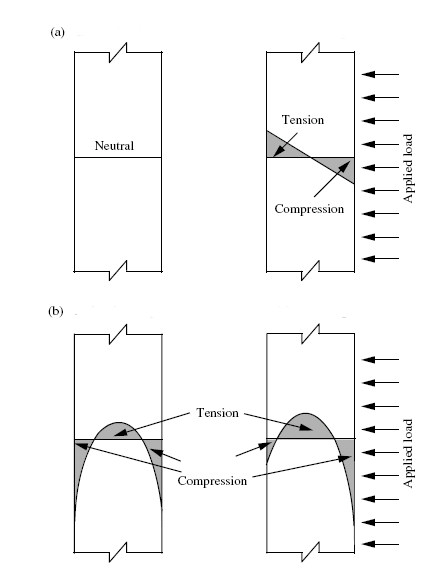 (a)
Neutral
Tension
Compression
Applied load
(b)
Tension
Compression
Applied load